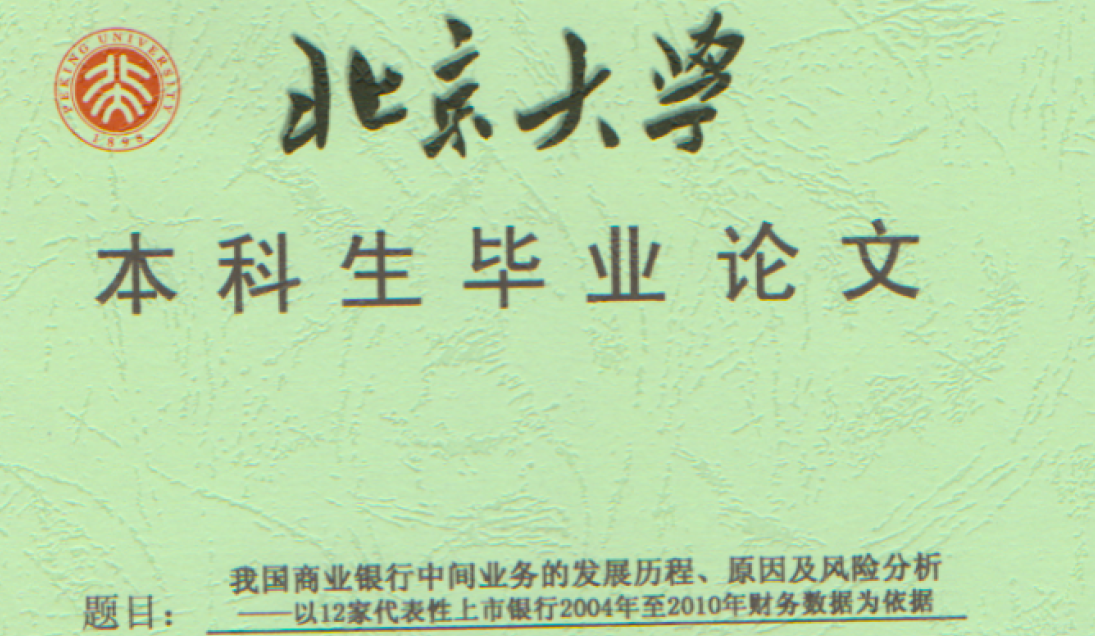 PEKING UNIVERSITY
1898
北京大学
本科生毕业论文
题目：
我国商业银行中间业务的发展历程、原因及风险分析
——以12家代表性上市银行2004年至2010年财务数据为依据